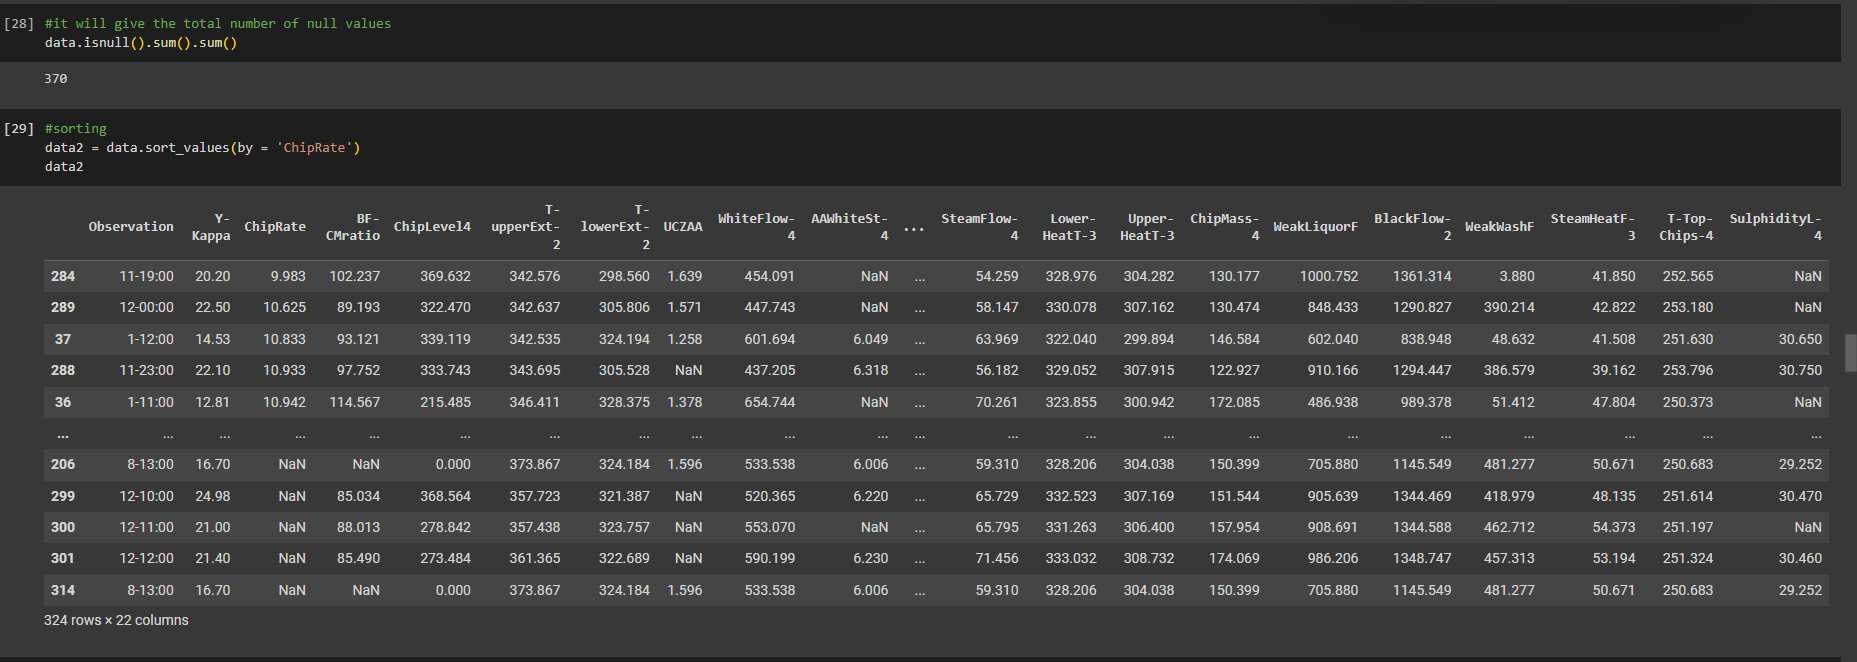 [28] #it will give the total number of null values
data.isnull().sum().sum()
370
[29] #sorting
data2 = data.sort_values(by = 'ChipRate')
data2
Observation Y-Kappa ChipRate BF-CMratio ChipLevel4 T-upperExt-2 T-lowerExt-2 UCZAA WhiteFlow-4 AAWhiteSt-4 ... SteamFlow-4 Lower-HeatT-3 Upper-HeatT-3 ChipMass-4 WeakLiquorF BlackFlow-2 WeakWashF SteamHeatF-3 T-Top-Chips-4 SulphidityL-4
284 11-19:00 20.20 9.983 102.237 369.632 342.576 298.560 1.639 454.091 NaN ... 54.259 328.976 304.282 130.177 1000.752 1361.314 3.880 41.850 252.565 NaN
289 12-00:00 22.50 10.625 89.193 322.470 342.637 305.806 1.571 447.743 NaN ... 58.147 330.078 307.162 130.474 848.433 1290.827 390.214 42.822 253.180 NaN
37 1-12:00 14.53 10.833 93.121 339.119 342.535 324.194 1.258 601.694 6.049 ... 63.969 322.040 299.894 146.584 602.040 838.948 48.632 41.508 251.630 30.650
288 11-23:00 22.10 10.933 97.752 333.743 343.695 305.528 NaN 437.205 6.318 ... 56.182 329.052 307.915 122.927 910.166 1294.447 386.579 39.162 253.796 30.750
36 1-11:00 12.81 10.942 114.567 215.485 346.411 328.375 1.378 654.744 NaN ... 70.261 323.855 300.942 172.085 486.938 989.378 51.412 47.804 250.373 NaN
... ... ... ... ... ... ... ... ... ... ... ... ... ... ... ... ... ... ... ... ... ...
206 8-13:00 16.70 NaN NaN 0.000 373.867 324.184 1.596 533.538 6.006 ... 59.310 328.206 304.038 150.399 705.880 1145.549 481.277 50.671 250.683 29.252
299 12-10:00 24.98 NaN 85.034 368.564 357.723 321.387 NaN 520.365 6.220 ... 65.729 332.523 307.169 151.544 905.639 1344.469 418.979 48.135 251.614 30.470
300 12-11:00 21.00 NaN 88.013 278.842 357.438 323.757 NaN 553.070 NaN ... 65.795 331.263 306.400 157.954 908.691 1344.588 462.712 54.373 251.197 NaN
301 12-12:00 21.40 NaN 85.490 273.484 361.365 322.689 NaN 590.199 6.230 ... 71.456 333.032 308.732 174.069 986.206 1348.747 457.313 53.194 251.324 30.460
314 8-13:00 16.70 NaN NaN 0.000 373.867 324.184 1.596 533.538 6.006 ... 59.310 328.206 304.038 150.399 705.880 1145.549 481.277 50.671 250.683 29.252
324 rows × 22 columns